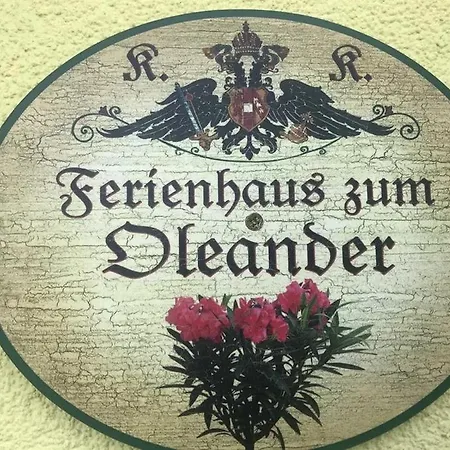 K. K.
Ferienhaus zum
Oleander